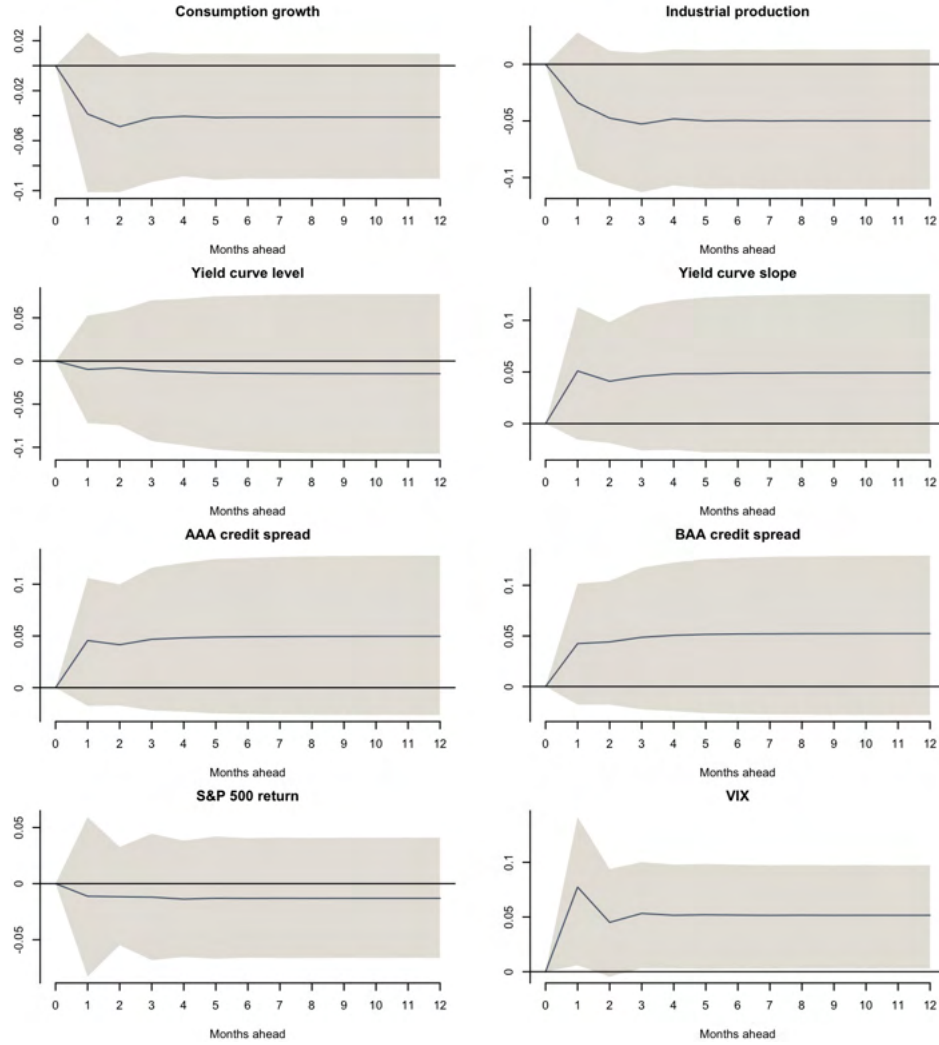 Consumption growth
0.02
-0.02
-0.06
-0.1
0 1 2 3 4 5 6 7 8 9 10 11 12
Months ahead
Industrial production
0
-0.05
-0.1
0 1 2 3 4 5 6 7 8 9 10 11 12
Months ahead
Yield curve level
0.05
0
-0.05
-0.1
0 1 2 3 4 5 6 7 8 9 10 11 12
Months ahead
Yield curve slope
0.1
0.05
0
0 1 2 3 4 5 6 7 8 9 10 11 12
Months ahead
AAA credit spread
0.1
0.05
0
0 1 2 3 4 5 6 7 8 9 10 11 12
Months ahead
BAA credit spread
0.1
0.05
0
0 1 2 3 4 5 6 7 8 9 10 11 12
Months ahead
S&P 500 return
0.05
0
-0.05
0 1 2 3 4 5 6 7 8 9 10 11 12
Months ahead
VIX
0.1
0.05
0
0 1 2 3 4 5 6 7 8 9 10 11 12
Months ahead